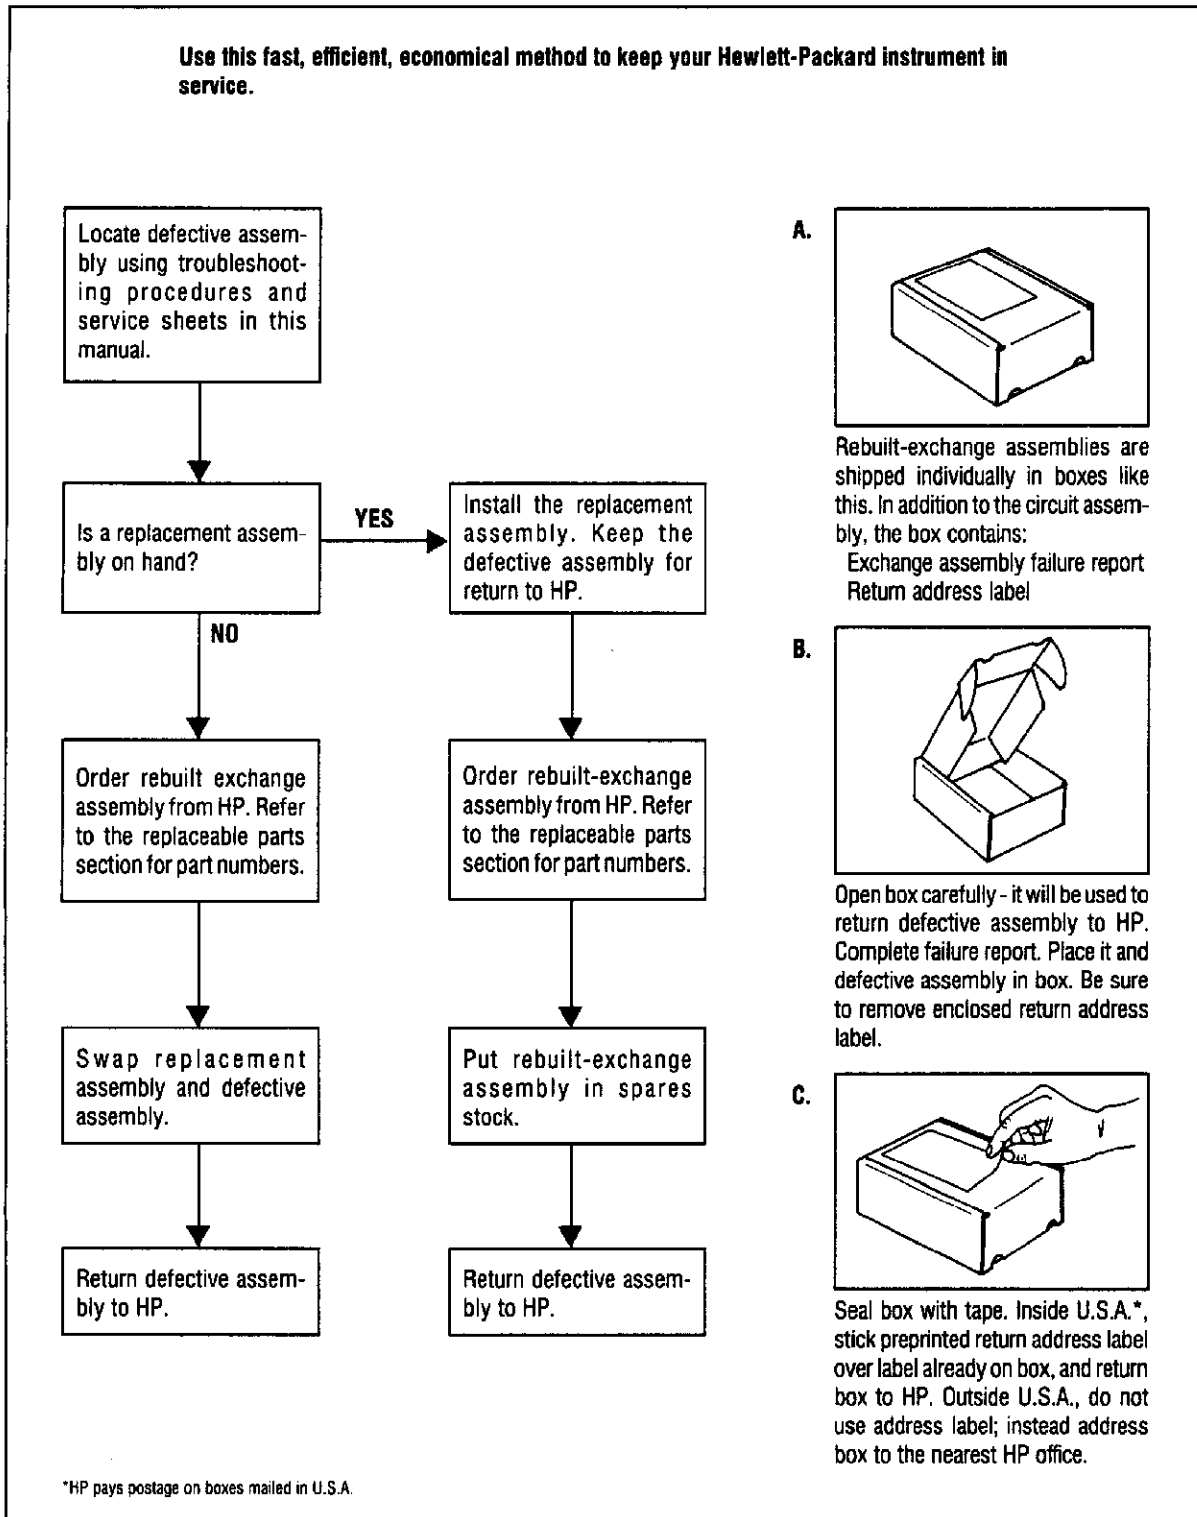 Use this fast, efficient, economical method to keep your Hewlett-Packard instrument in
service.
Locate defective assem-
bly using troubleshoot-
ing procedures and
service sheets in this
manual.
Is a replacement assem-
bly on hand?
YES
Install the replacement
assembly. Keep the
defective assembly for
return to HP.
NO
Order rebuilt exchange
assembly from HP. Refer
to the replaceable parts
section for part numbers.
Order rebuilt-exchange
assembly from HP. Refer
to the replaceable parts
section for part numbers.
Swap replacement
assembly and defective
assembly.
Put rebuilt-exchange
assembly in spares
stock.
Return defective assem-
bly to HP.
Return defective assem-
bly to HP.
A.
Rebuilt-exchange assemblies are
shipped individually in boxes like
this. In addition to the circuit assem-
bly, the box contains:
Exchange assembly failure report
Return address label
B.
Open box carefully - it will be used to
return defective assembly to HP.
Complete failure report. Place it and
defective assembly in box. Be sure
to remove enclosed return address
label.
C.
Seal box with tape. Inside U.S.A.*,
stick preprinted return address label
over label already on box, and return
box to HP. Outside U.S.A., do not
use address label; instead address
box to the nearest HP office.
*HP pays postage on boxes mailed in U.S.A.